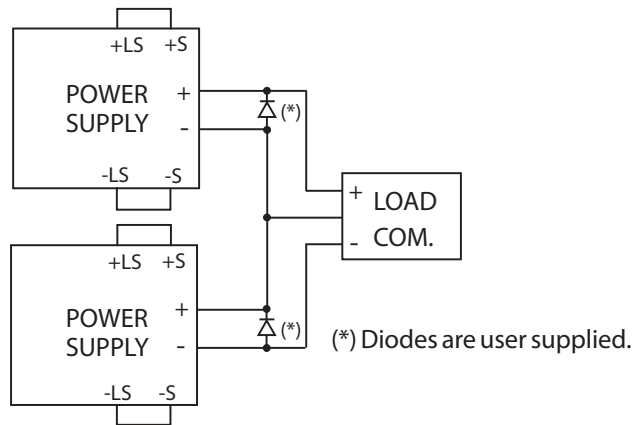 +LS +S
POWER
SUPPLY
+
-
(*)
-LS -S
+ LOAD
- COM.
+LS +S
POWER
SUPPLY
+
-
(*)
-LS -S
(*) Diodes are user supplied.